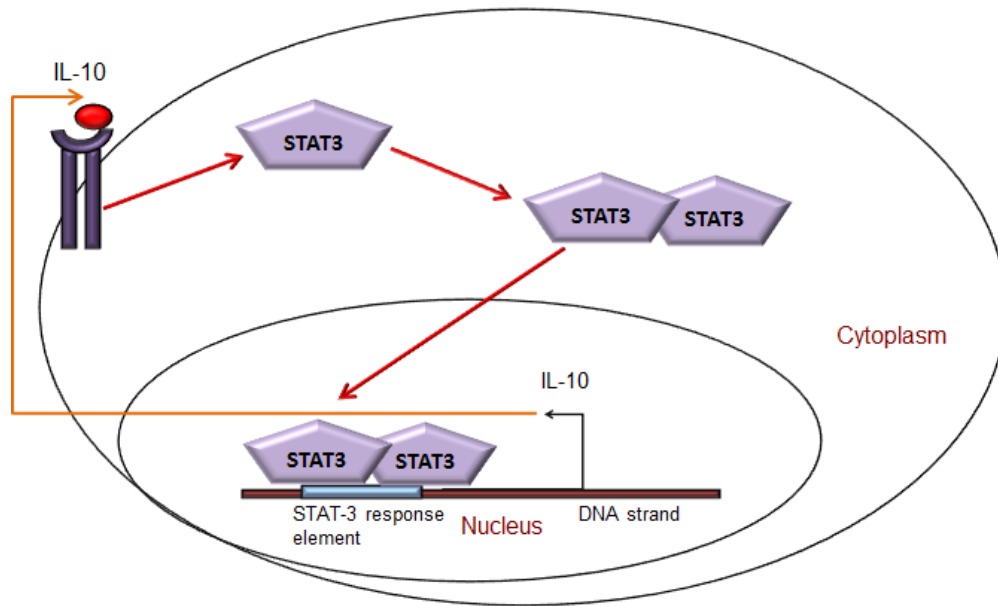 IL-10
STAT3
STAT3
STAT3
Cytoplasm
IL-10
STAT3
STAT3
STAT-3 response
element
Nucleus
DNA strand